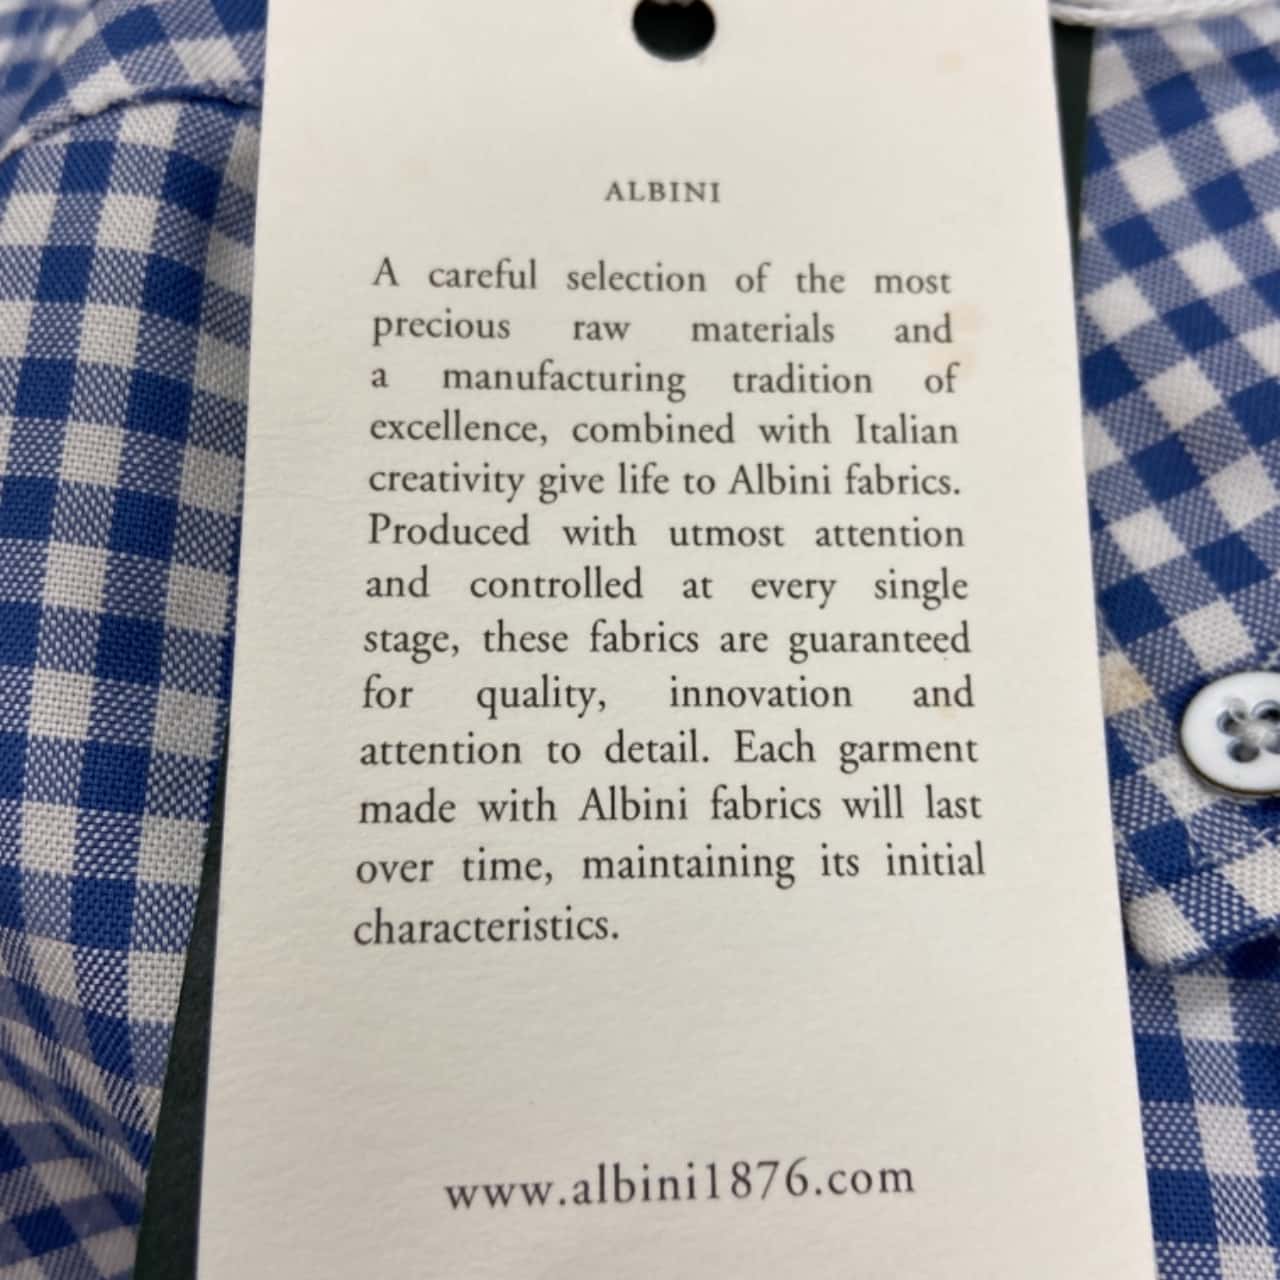 ALBINI
A careful selection of the most
precious raw materials and
a manufacturing tradition of
excellence, combined with Italian
creativity give life to Albini fabrics.
Produced with utmost attention
and controlled at every single
stage, these fabrics are guaranteed
for quality, innovation and
attention to detail. Each garment
made with Albini fabrics will last
over time, maintaining its initial
characteristics.
www.albini1876.com